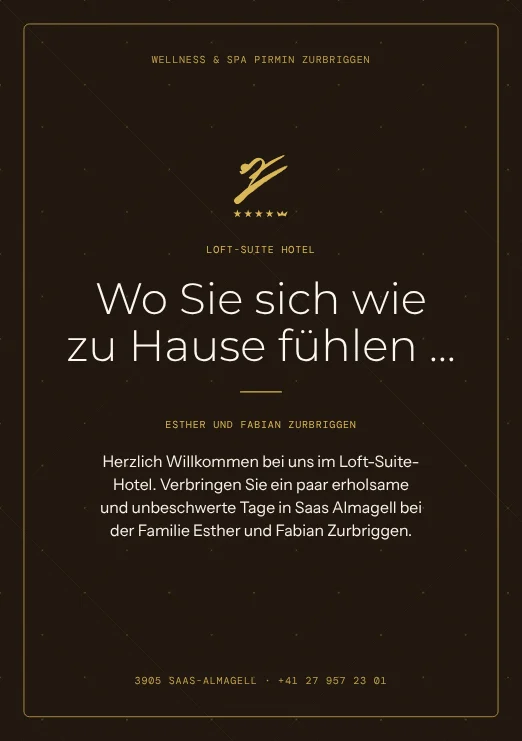 WELLNESS & SPA PIRMIN ZURBRIGGEN
LOFT-SUITE HOTEL
Wo Sie sich wie
zu Hause fühlen ...
ESTHER UND FABIAN ZURBRIGGEN
Herzlich Willkommen bei uns im Loft-Suite-
Hotel. Verbringen Sie ein paar erholsame
und unbeschwerte Tage in Saas Almagell bei
der Familie Esther und Fabian Zurbriggen.
3905 SAAS-ALMAGELL · +41 27 957 23 01